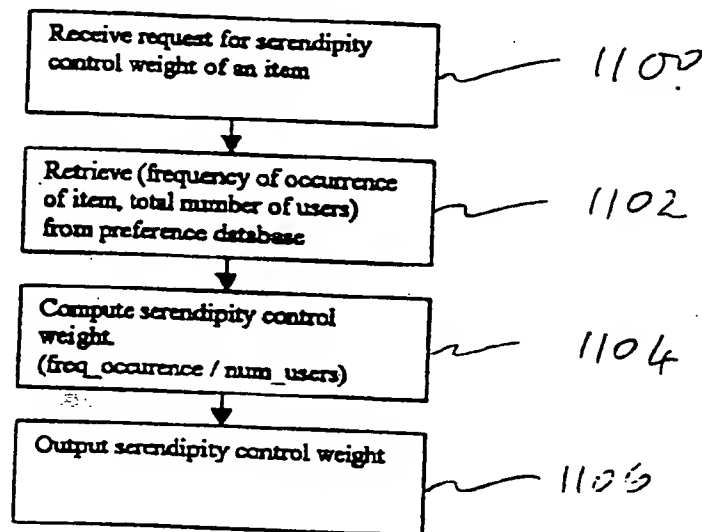 Receive request for serendipity
control weight of an item
1100
Retrieve (frequency of occurrence
of item, total number of users)
from preference database
1102
Compute serendipity control
weight.
(freq_occurence / num_users)
1104
Output serendipity control weight
1106